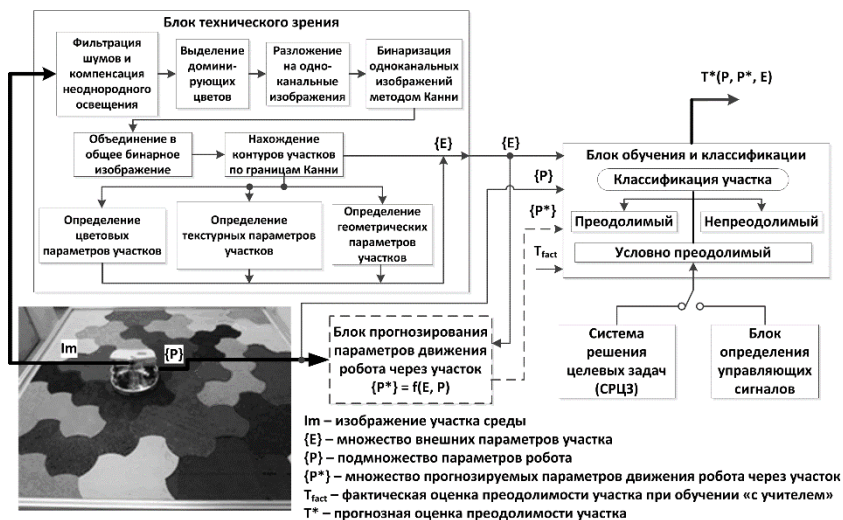 Блок технического зрения
Фильтрация
шумов и
компенсация
неоднородного
освещения
Выделение
домини-
рующих
цветов
Разложение
на одно-
канальные
изображения
Бинаризация
одноканальных
изображений
методом Канни
Объединение в
общее бинарное
изображение
Нахождение
контуров участков
по границам Канни
{E}
{E}
Определение
цветовых
параметров участков
Определение
текстурных параметров
участков
Определение
геометрических
параметров
участков
T*(P, P*, E)
Блок обучения и классификации
Классификация участка
Преодолимый
Непреодолимый
Условно преодолимый
{P}
{P*}
Tfact
Im
{P}
Блок прогнозирования
параметров движения
робота через участок
{P*} = f(E, P)
Система
решения
целевых задач
(СРЦЗ)
Блок
определения
управляющих
сигналов
Im – изображение участка среды
{E} – множество внешних параметров участка
{P} – подмножество параметров робота
{P*} – множество прогнозируемых параметров движения робота через участок
Tfact – фактическая оценка преодолимости участка при обучении «с учителем»
T* – прогнозная оценка преодолимости участка